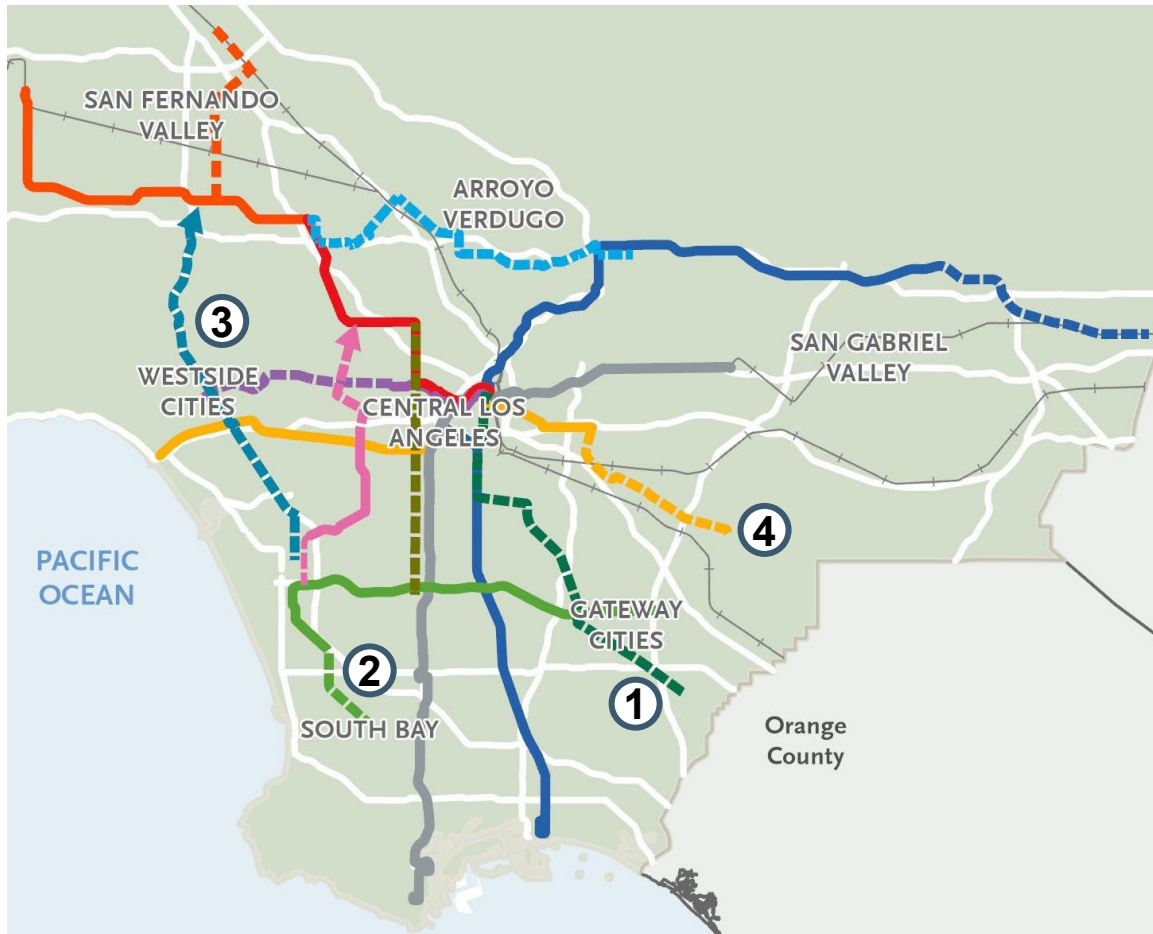 SAN FERNANDO
VALLEY
ARROYO
VERDUGO
3
SAN GABRIEL
VALLEY
WESTSIDE
CITIES
CENTRAL LOS
ANGELES
4
PACIFIC
OCEAN
GATEWAY
CITIES
2
1
SOUTH BAY
Orange
County